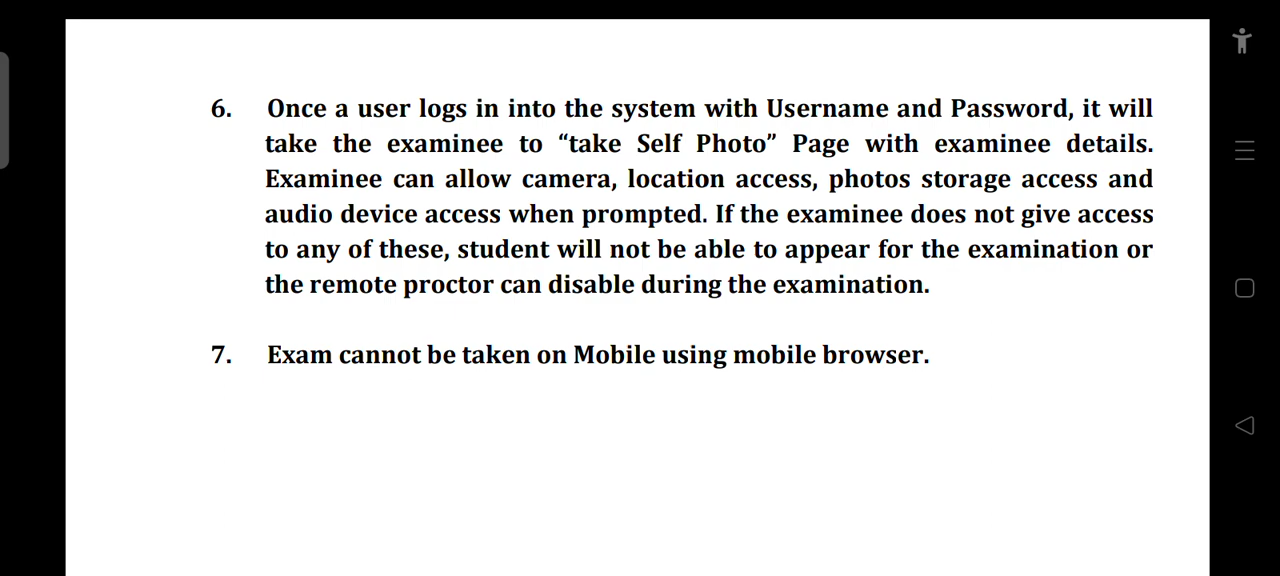 6. Once a user logs in into the system with Username and Password, it will
take the examinee to “take Self Photo” Page with examinee details.
Examinee can allow camera, location access, photos storage access and
audio device access when prompted. If the examinee does not give access
to any of these, student will not be able to appear for the examination or
the remote proctor can disable during the examination.
7. Exam cannot be taken on Mobile using mobile browser.